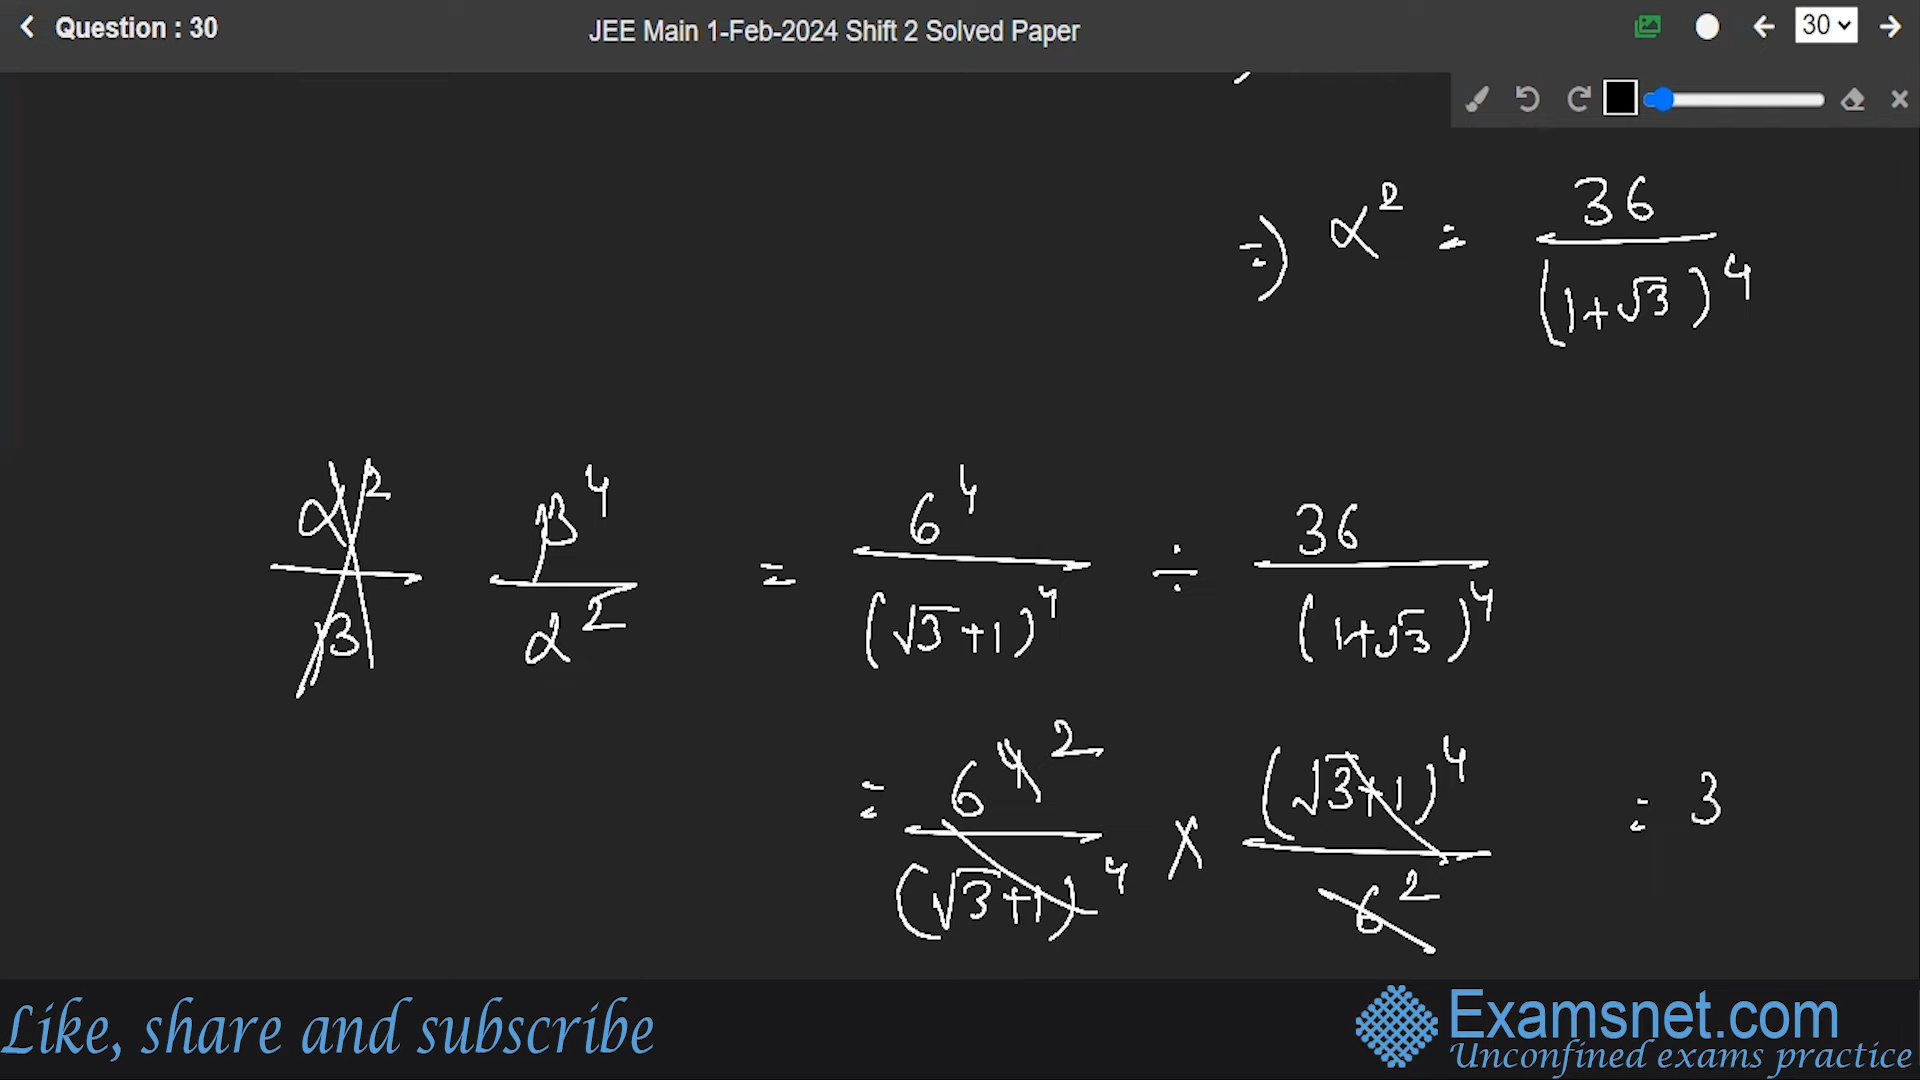 Question : 30
JEE Main 1-Feb-2024 Shift 2 Solved Paper
30
⇒) α² = 36 / (1+√3)⁴
α² / β β⁴ / α² = 6⁴ / (√3+1)⁴ ÷ 36 / (1+√3)⁴
= 6⁴ ² / (√3+1)⁴ × (√3+1)⁴ / 6² = 3
Like, share and subscribe
Examsnet.com
Unconfined exams practice